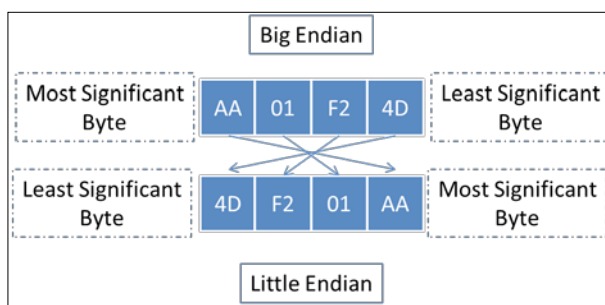 Big Endian
Most Significant
Byte
AA 01 F2 4D
Least Significant
Byte
Least Significant
Byte
4D F2 01 AA
Most Significant
Byte
Little Endian